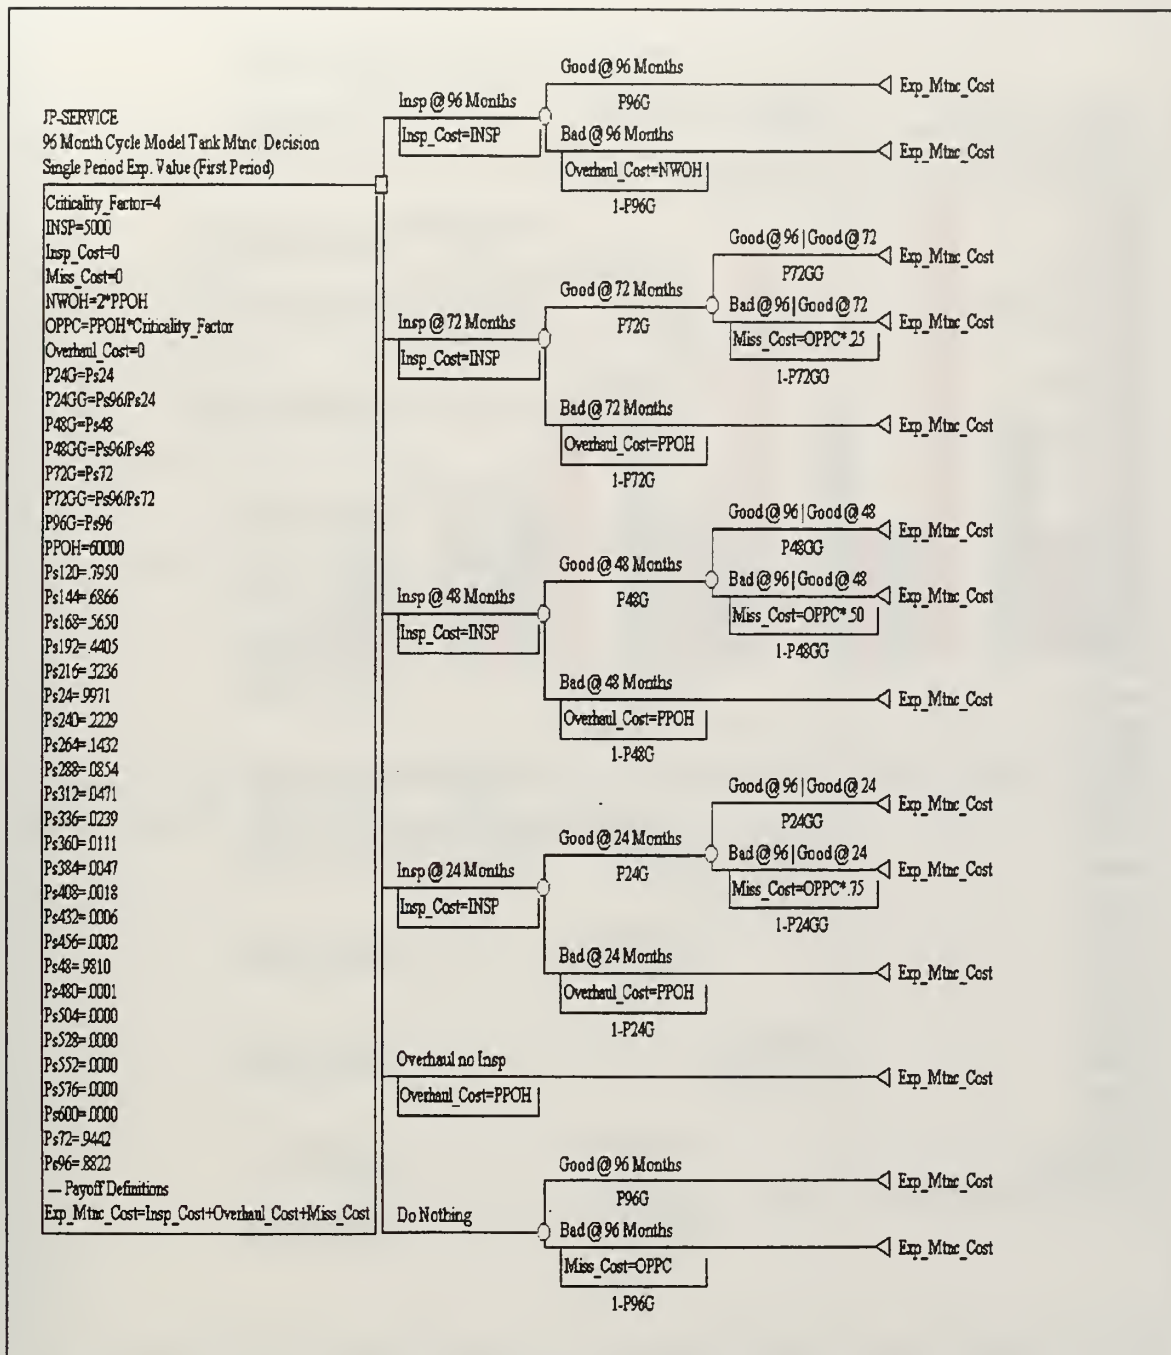 JP-SERVICE
96 Month Cycle Model Tank Mtnc. Decision
Single Period Exp. Value (First Period)
Criticality_Factor=4
INSP=5000
Insp_Cost=0
Miss_Cost=0
NWOH=2*PPOH
OPPC=PPOH*Criticality_Factor
Overhaul_Cost=0
P24G=Ps24
P24GG=Ps96/Ps24
P48G=Ps48
P48GG=Ps96/Ps48
P72G=Ps72
P72GG=Ps96/Ps72
P96G=Ps96
PPOH=60000
Ps120=.7950
Ps144=.6866
Ps168=.5650
Ps192=.4405
Ps216=.3236
Ps24=.9971
Ps240=.2229
Ps264=.1432
Ps288=.0854
Ps312=.0471
Ps336=.0239
Ps360=.0111
Ps384=.0047
Ps408=.0018
Ps432=.0006
Ps456=.0002
Ps48=.9810
Ps480=.0001
Ps504=.0000
Ps528=.0000
Ps552=.0000
Ps576=.0000
Ps600=.0000
Ps72=.9442
Ps96=.8822
— Payoff Definitions
Exp_Mtnc_Cost=Insp_Cost+Overhaul_Cost+Miss_Cost
Insp @ 96 Months
Insp_Cost=INSP
Good @ 96 Months
P96G
Exp_Mtnc_Cost
Bad @ 96 Months
Overhaul_Cost=NWOH
1-P96G
Exp_Mtnc_Cost
Insp @ 72 Months
Insp_Cost=INSP
Good @ 72 Months
P72G
Good @ 96 | Good @ 72
P72GG
Exp_Mtnc_Cost
Bad @ 96 | Good @ 72
Miss_Cost=OPPC*.25
1-P72GG
Exp_Mtnc_Cost
Bad @ 72 Months
Overhaul_Cost=PPOH
1-P72G
Exp_Mtnc_Cost
Insp @ 48 Months
Insp_Cost=INSP
Good @ 48 Months
P48G
Good @ 96 | Good @ 48
P48GG
Exp_Mtnc_Cost
Bad @ 96 | Good @ 48
Miss_Cost=OPPC*.50
1-P48GG
Exp_Mtnc_Cost
Bad @ 48 Months
Overhaul_Cost=PPOH
1-P48G
Exp_Mtnc_Cost
Insp @ 24 Months
Insp_Cost=INSP
Good @ 24 Months
P24G
Good @ 96 | Good @ 24
P24GG
Exp_Mtnc_Cost
Bad @ 96 | Good @ 24
Miss_Cost=OPPC*.75
1-P24GG
Exp_Mtnc_Cost
Bad @ 24 Months
Overhaul_Cost=PPOH
1-P24G
Exp_Mtnc_Cost
Overhaul no Insp
Overhaul_Cost=PPOH
Exp_Mtnc_Cost
Do Nothing
Good @ 96 Months
P96G
Exp_Mtnc_Cost
Bad @ 96 Months
Miss_Cost=OPPC
1-P96G
Exp_Mtnc_Cost